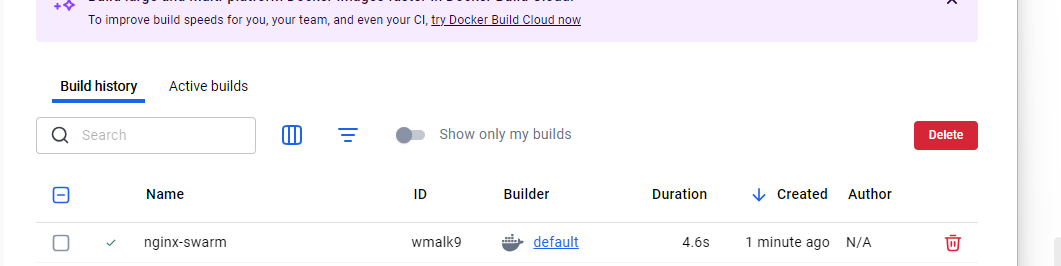 To improve build speeds for you, your team, and even your CI, try Docker Build Cloud now
Build history Active builds
Search Show only my builds Delete
Name ID Builder Duration Created Author
nginx-swarm wmalk9 default 4.6s 1 minute ago N/A